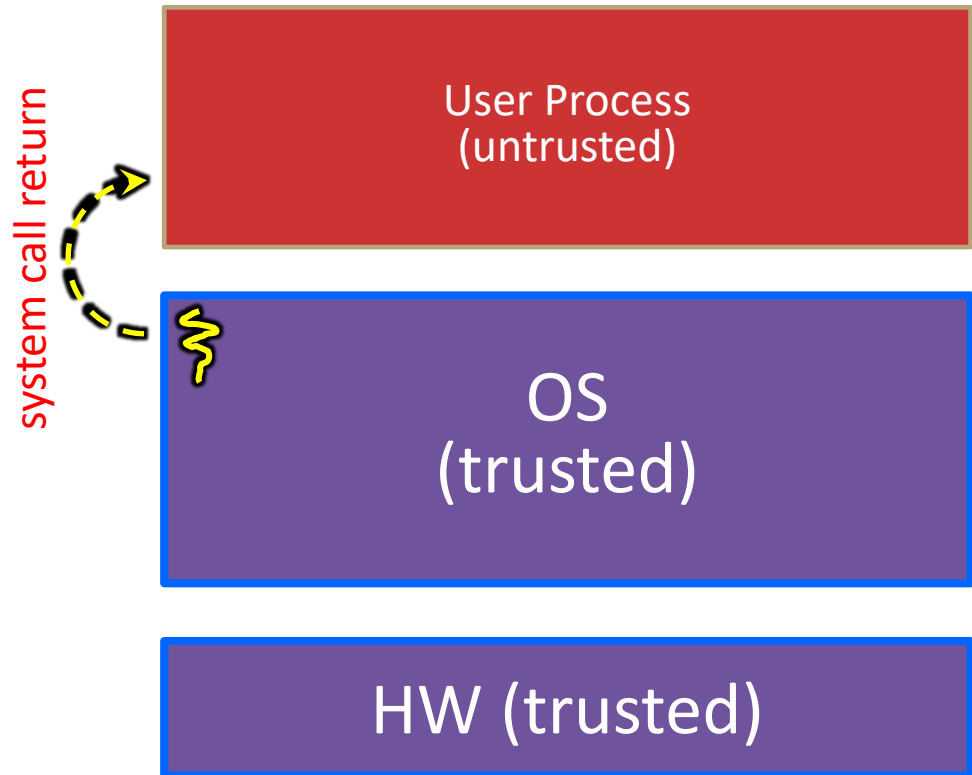 system call return
User Process
(untrusted)
OS
(trusted)
HW (trusted)